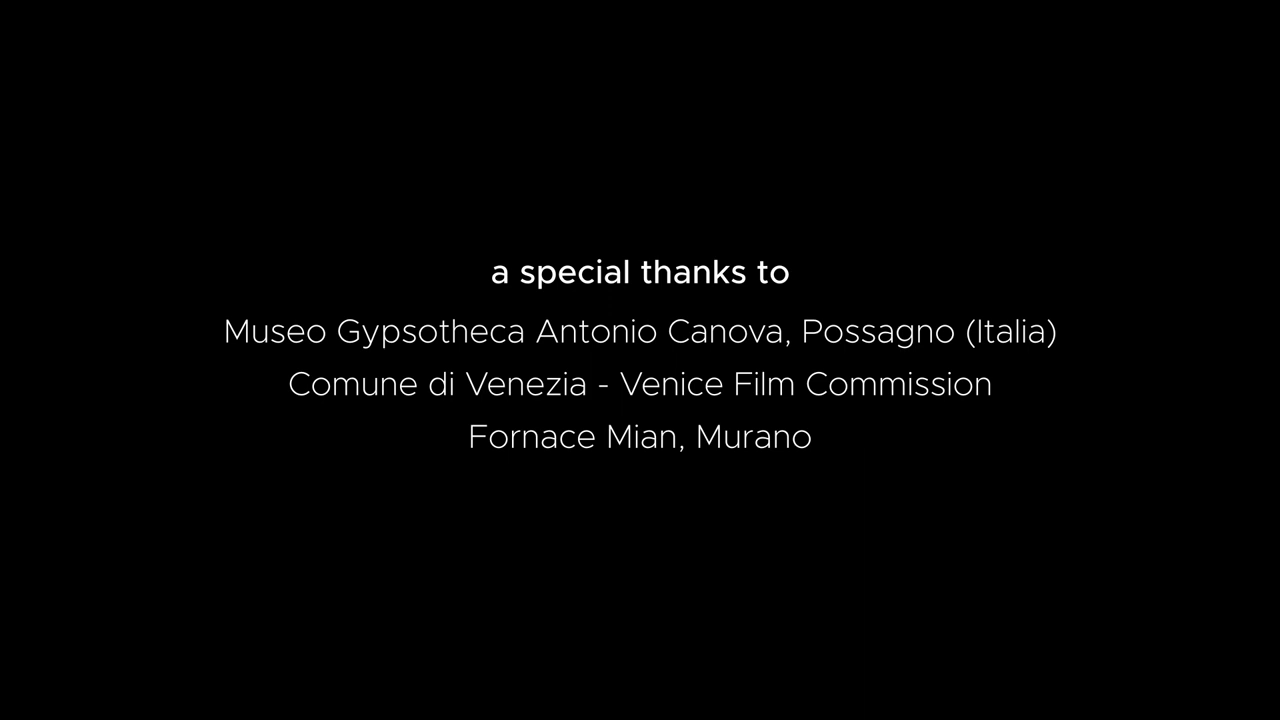 a special thanks to
Museo Gypsotheca Antonio Canova, Possagno (Italia)
Comune di Venezia - Venice Film Commission
Fornace Mian, Murano